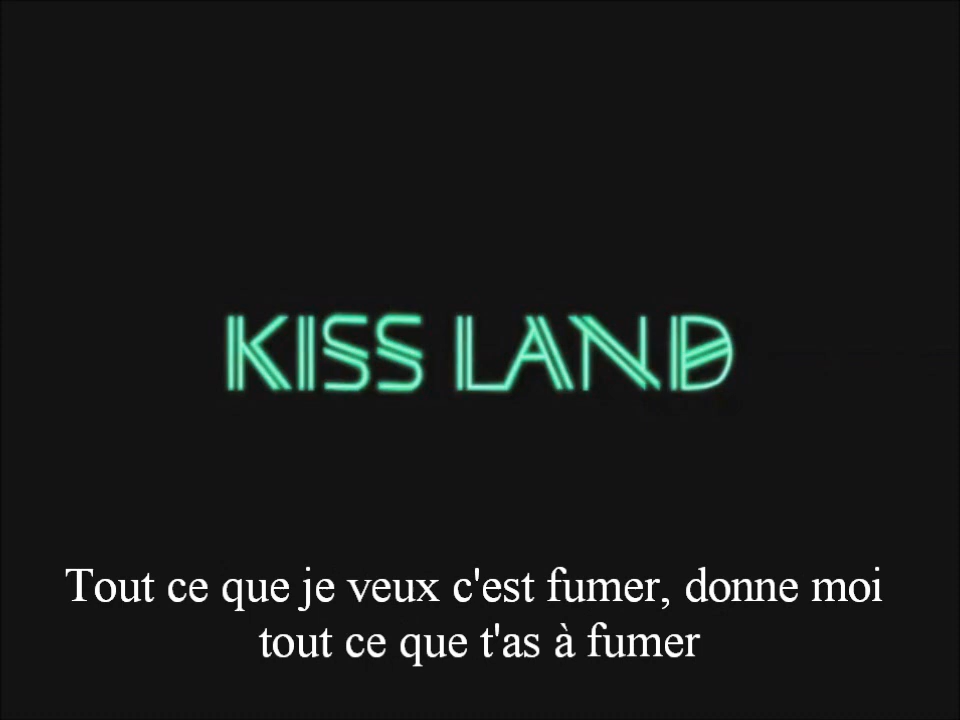 KISS LAND
Tout ce que je veux c'est fumer, donne moi
tout ce que t'as à fumer